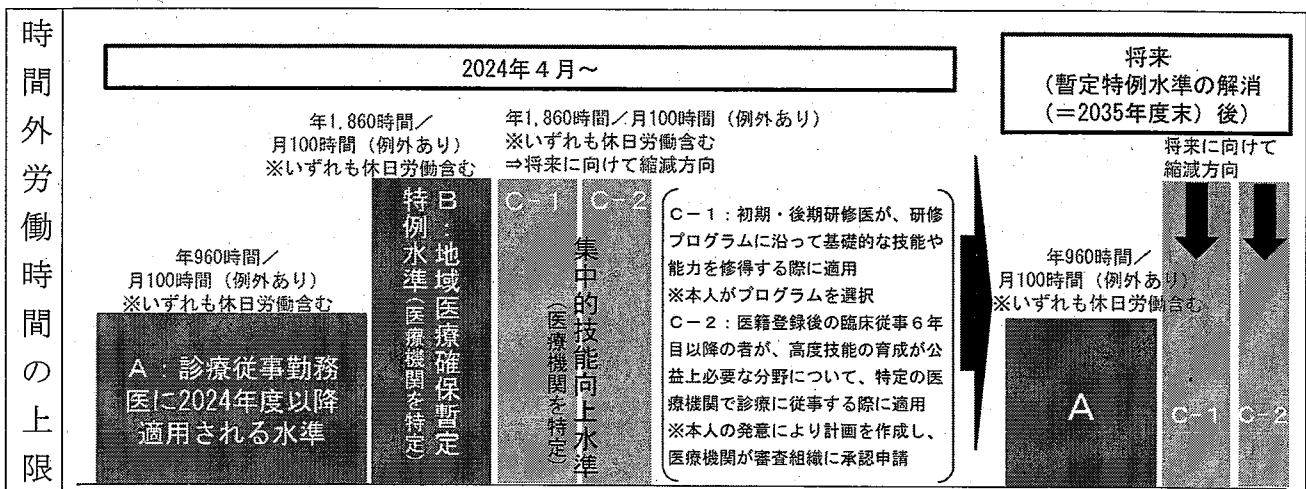 時間外労働時間の上限
2024年4月~
年1,860時間/
月100時間(例外あり)
※いずれも休日労働含む
年1,860時間/月100時間(例外あり)
※いずれも休日労働含む
⇒将来に向けて縮減方向
年960時間/
月100時間(例外あり)
※いずれも休日労働含む
A:診療従事勤務
医に2024年度以降
適用される水準
B:地域医療確保暫定
特例水準(医療機関を特定)
C-1
C-2
集中的技能向上水準
(医療機関を特定)
C-1:初期・後期研修医が、研修
プログラムに沿って基礎的な技能や
能力を修得する際に適用
※本人がプログラムを選択
C-2:医籍登録後の臨床従事6年
目以降の者が、高度技能の育成が公
益上必要な分野について、特定の医
療機関で診療に従事する際に適用
※本人の発意により計画を作成し、
医療機関が審査組織に承認申請
将来
(暫定特例水準の解消
(=2035年度末)後)
将来に向けて
縮減方向
年960時間/
月100時間(例外あり)
※いずれも休日労働含む
A
C-1
C-2